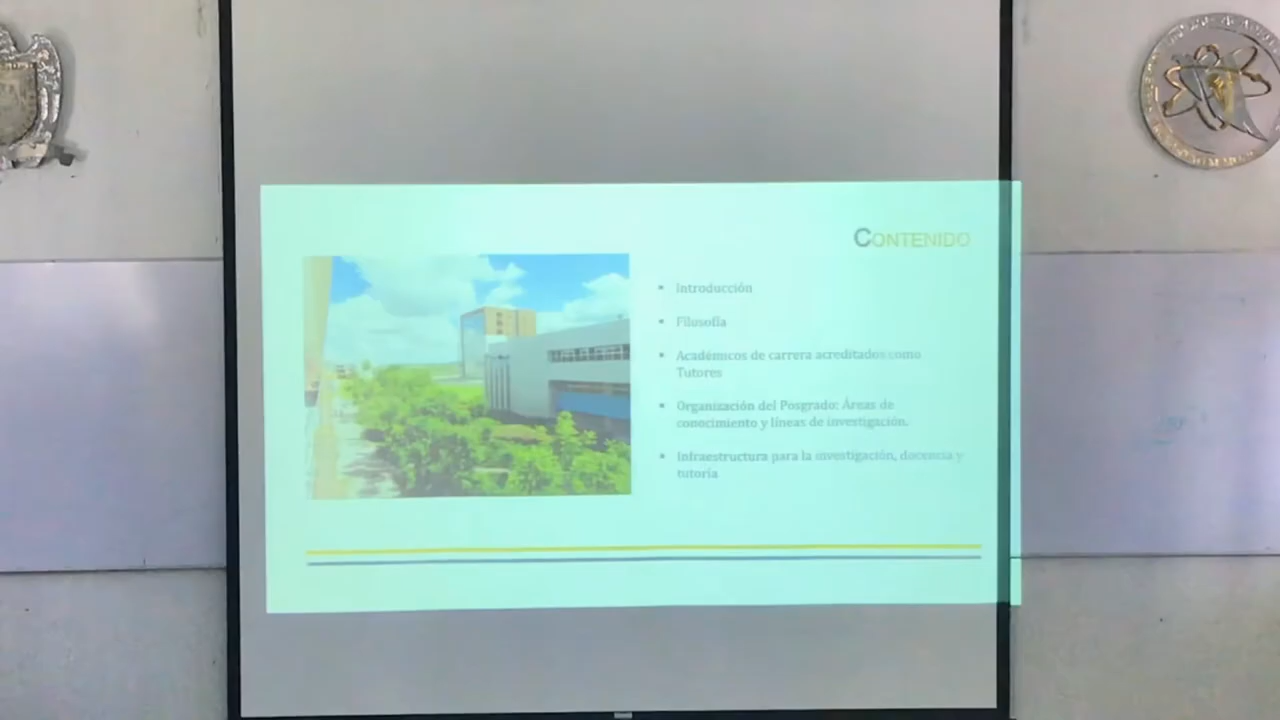 CONTENIDO
▪ Introducción
▪ Filosofía
▪ Académicos de carrera acreditados como
Tutores
▪ Organización del Posgrado: Áreas de
conocimiento y líneas de investigación.
▪ Infraestructura para la investigación, docencia y
tutoría